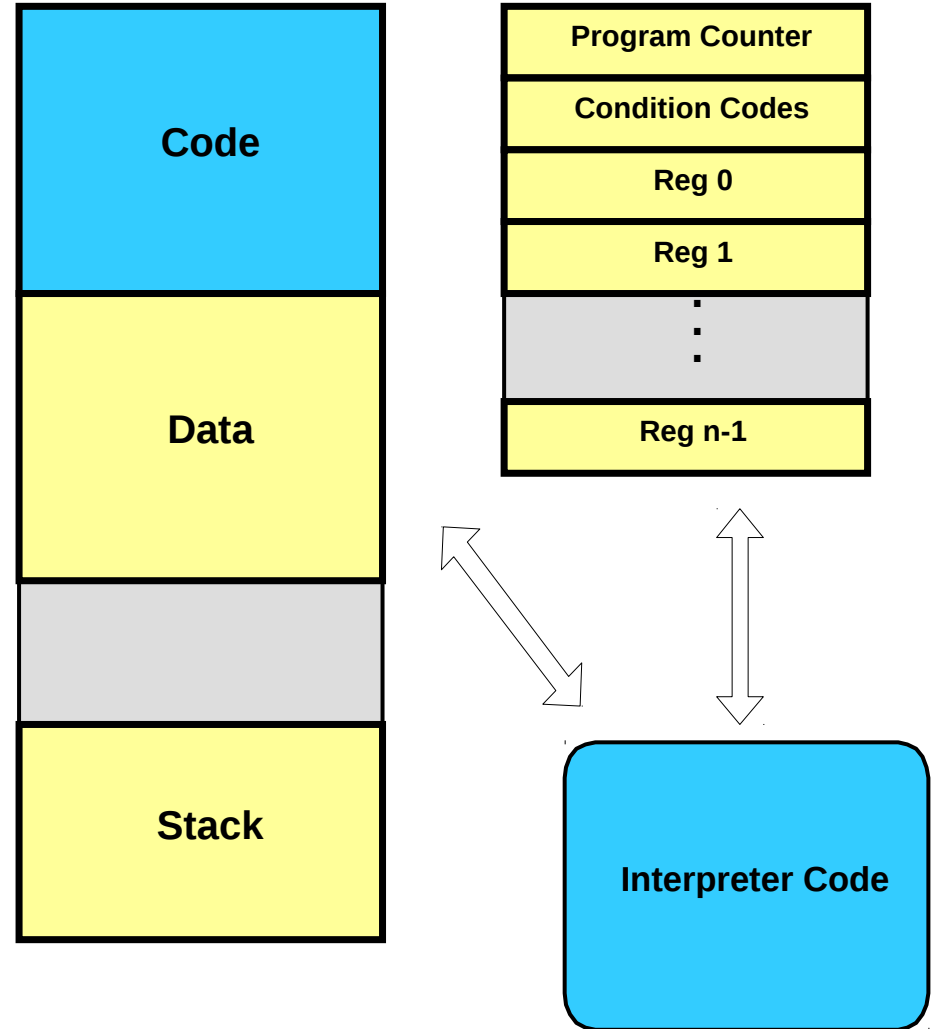 Code
Data
Stack
Program Counter
Condition Codes
Reg 0
Reg 1
.
.
.
Reg n-1
Interpreter Code